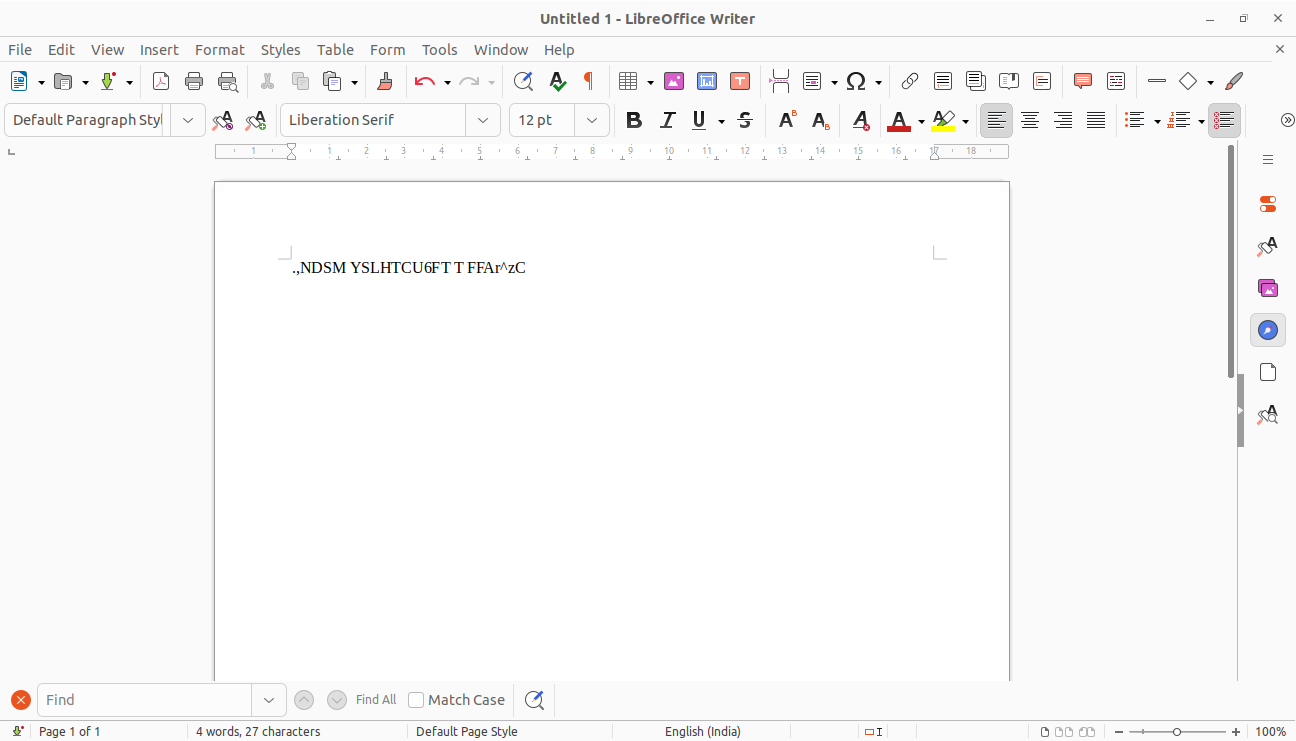 Untitled 1 - LibreOffice Writer
File Edit View Insert Format Styles Table Form Tools Window Help
Default Paragraph Styl Liberation Serif 12 pt
1 1 2 3 4 5 6 7 8 9 10 11 12 13 14 15 16 17 18
.,NDSM YSLHTCU6FT T FFAr^zC
Find Find All Match Case
Page 1 of 1 4 words, 27 characters Default Page Style English (India) 100%